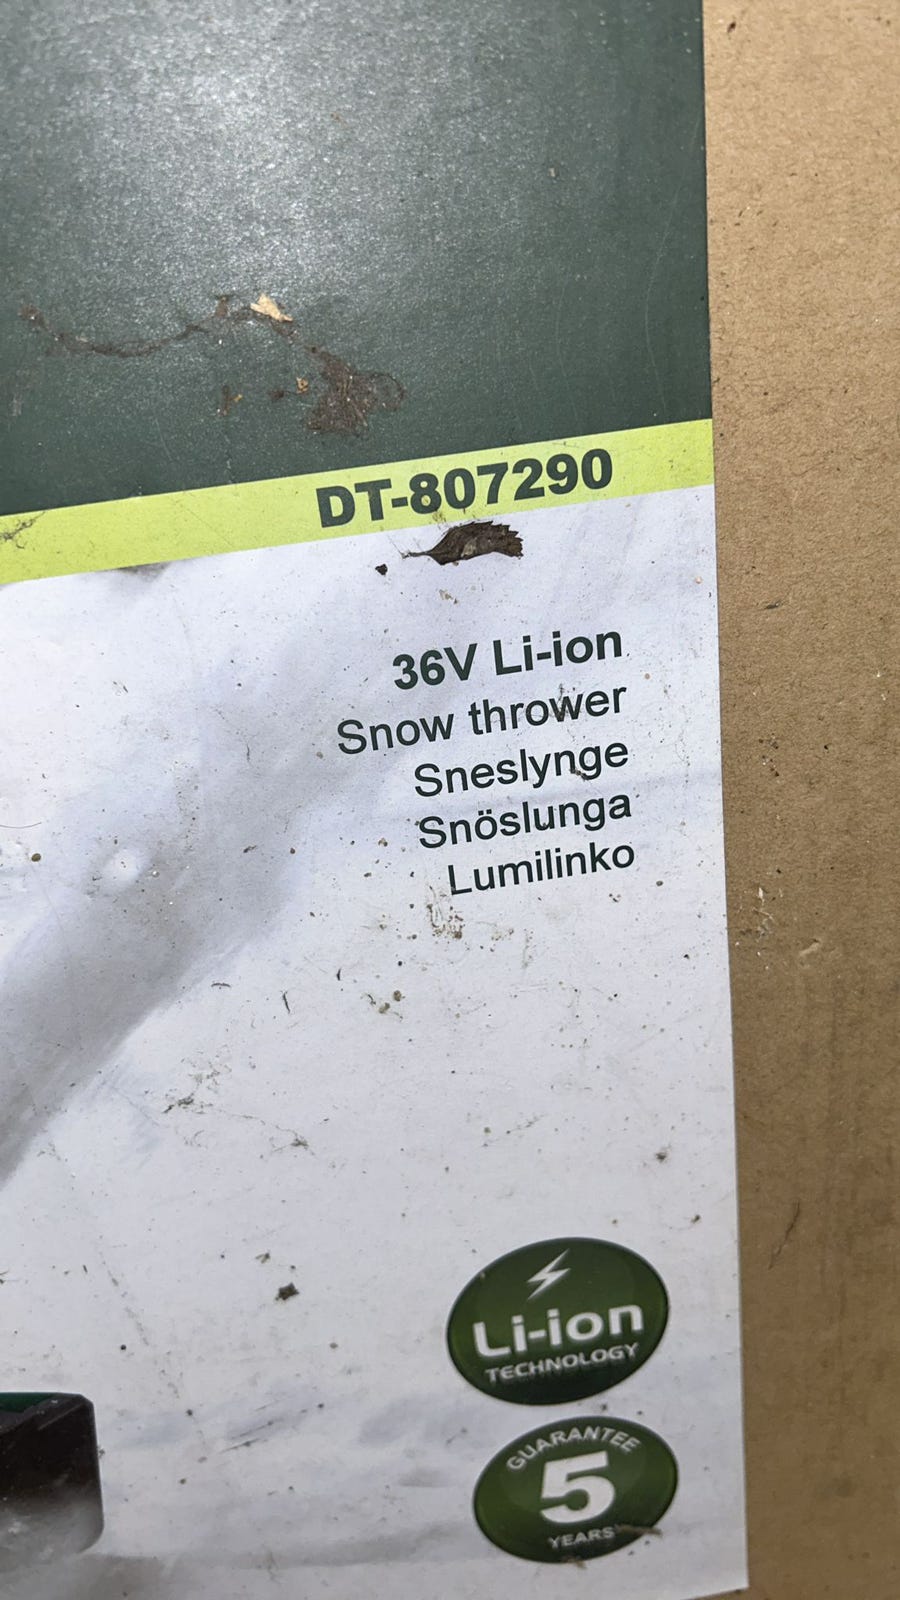 DT-807290
36V Li-ion
Snow thrower
Sneslynge
Snöslunga
Lumilinko
Li-ion
TECHNOLOGY
GUARANTEE
5
YEARS